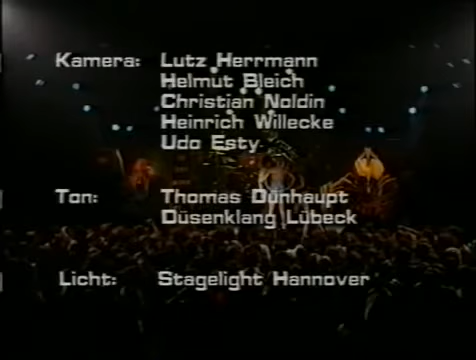 Kamera: Lutz Herrmann
Helmut Bleich
Christian Noldin
Heinrich Willecke
Udo Esty
Ton: Thomas Dünhaupt
Düsenklang Lübeck
Licht: Stagelight Hannover